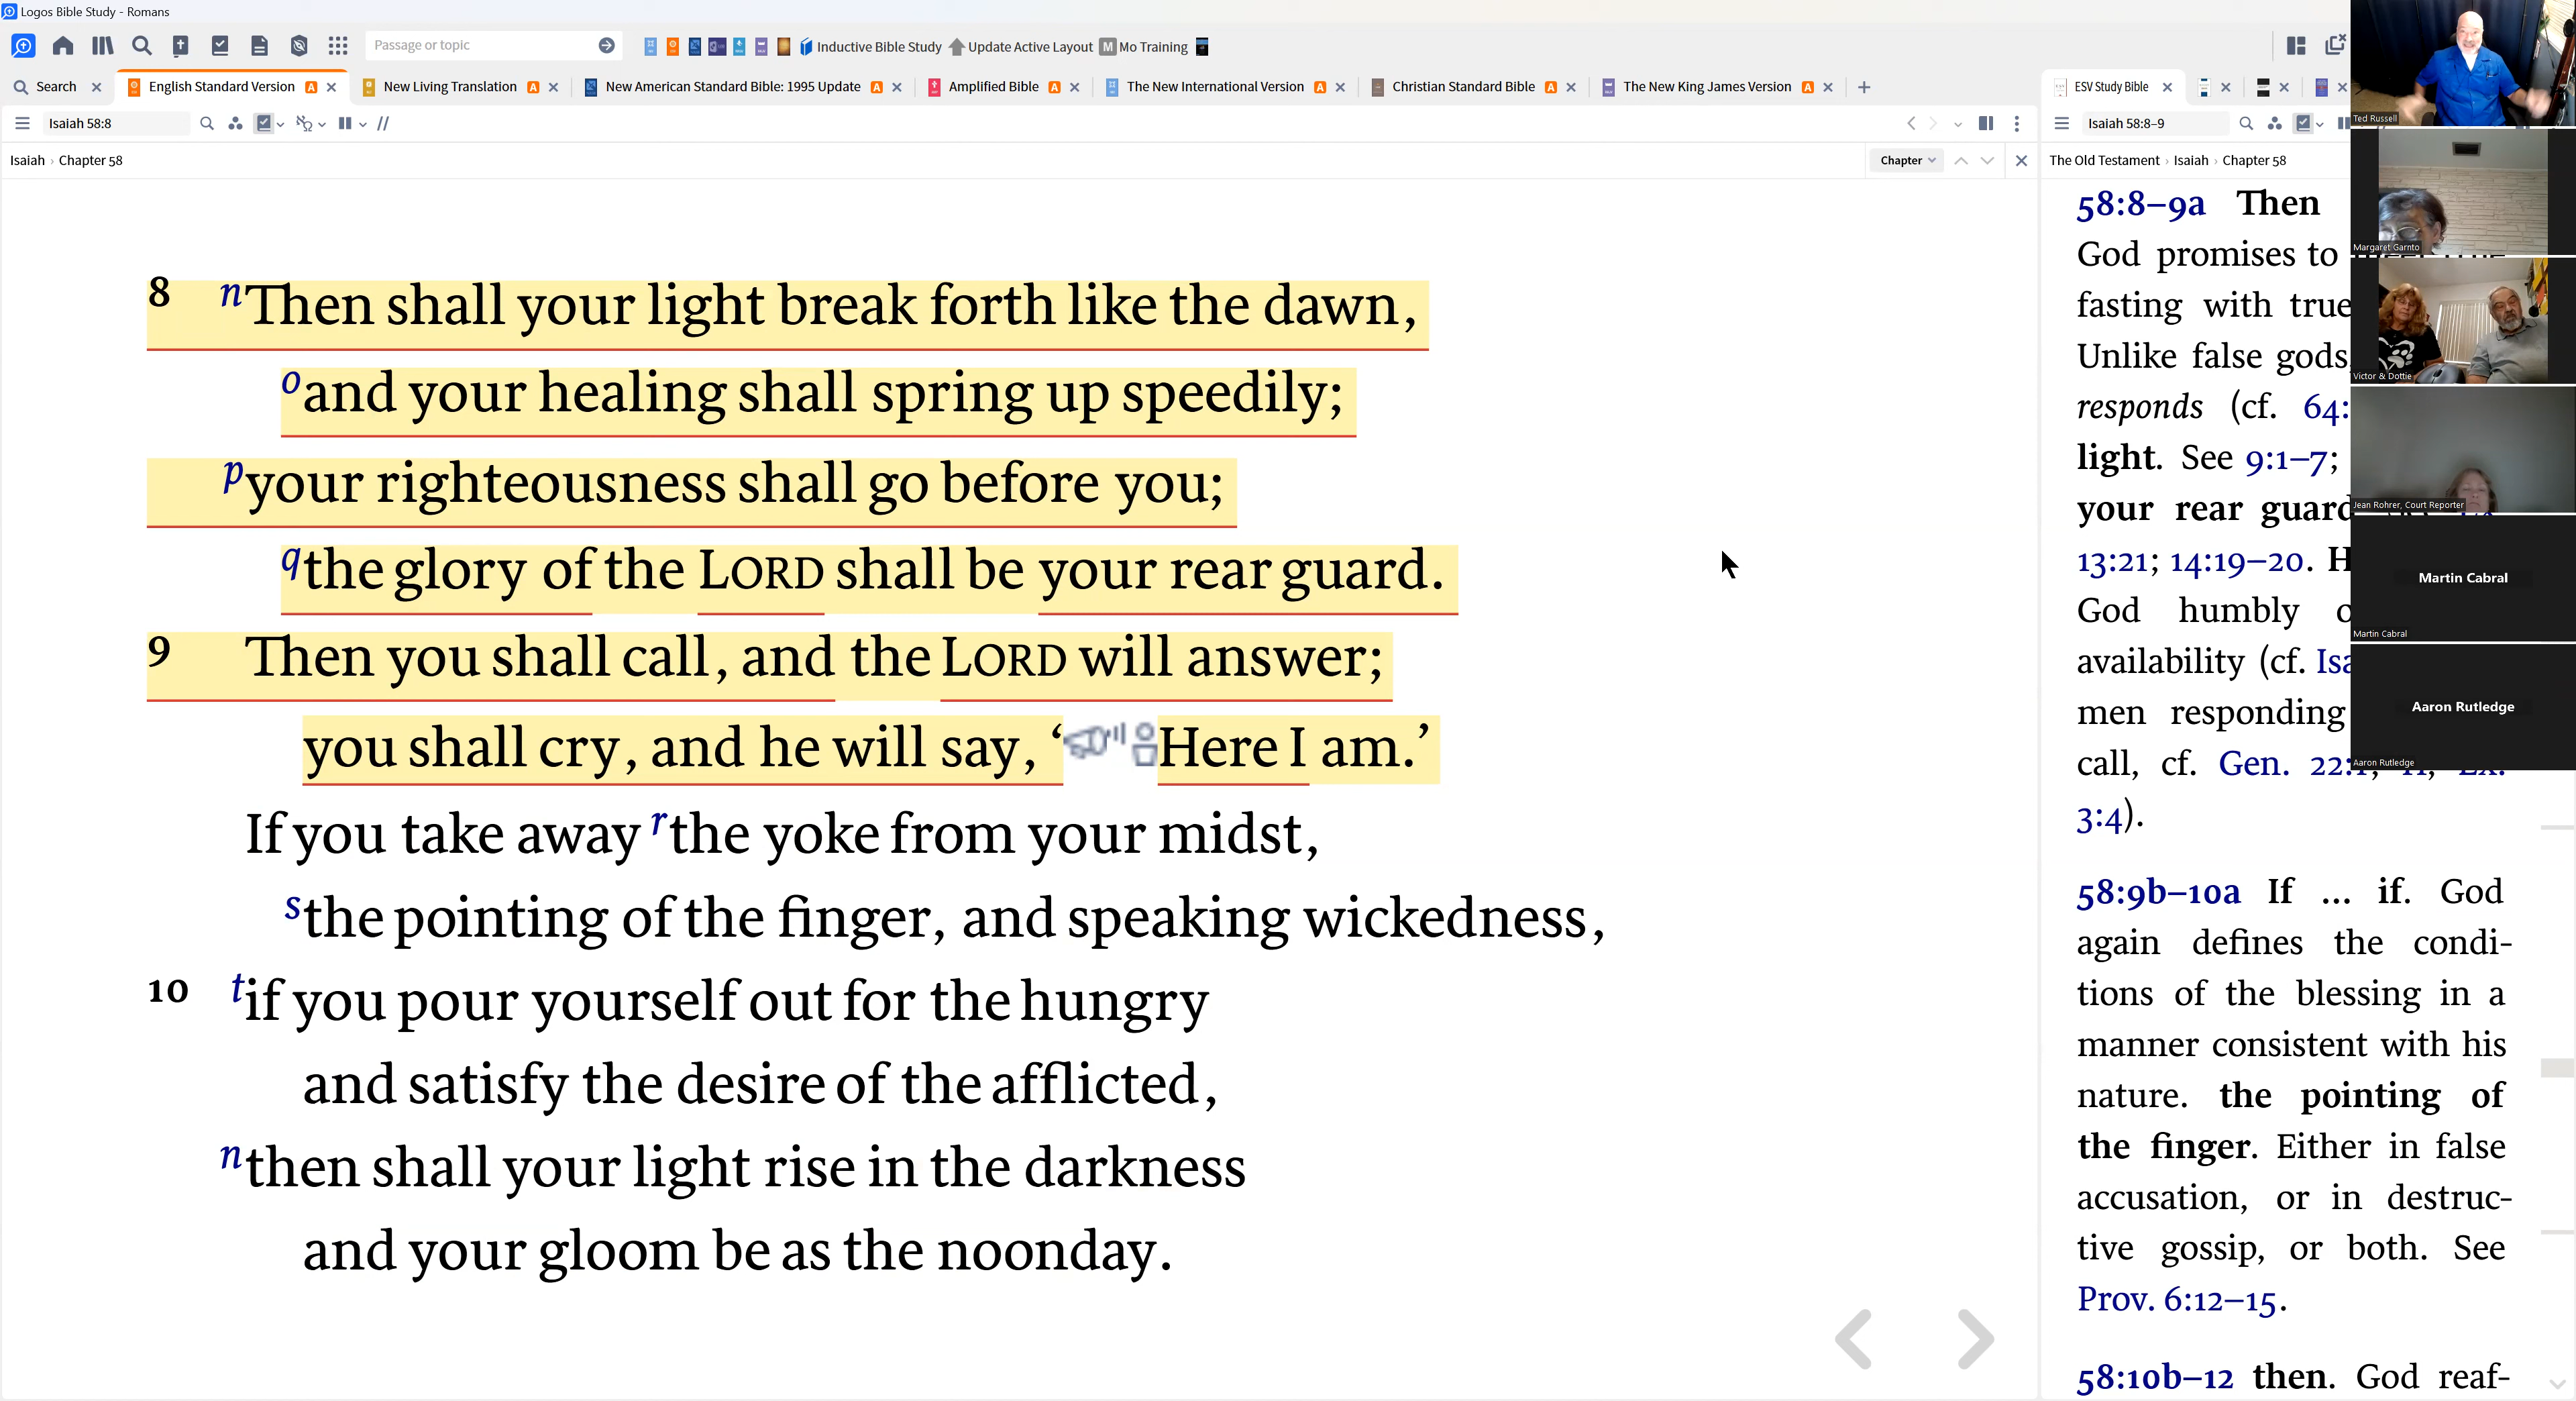 Logos Bible Study - Romans
Passage or topic
Inductive Bible Study Update Active Layout M Mo Training
Search English Standard Version A New Living Translation A New American Standard Bible: 1995 Update A Amplified Bible A The New International Version A Christian Standard Bible A The New King James Version A
Isaiah 58:8
Isaiah › Chapter 58
Chapter
8 nThen shall your light break forth like the dawn,
oand your healing shall spring up speedily;
pyour righteousness shall go before you;
qthe glory of the LORD shall be your rear guard.
9 Then you shall call, and the LORD will answer;
you shall cry, and he will say, ‘Here I am.’
If you take away rthe yoke from your midst,
sthe pointing of the finger, and speaking wickedness,
10 tif you pour yourself out for the hungry
and satisfy the desire of the afflicted,
nthen shall your light rise in the darkness
and your gloom be as the noonday.
ESV Study Bible
Isaiah 58:8–9
The Old Testament › Isaiah › Chapter 58
58:8–9a Then
God promises to
fasting with true
Unlike false gods,
responds (cf. 64:
light. See 9:1–7;
your rear guard
13:21; 14:19–20.
God humbly
availability (cf.
men responding
call, cf. Gen. 22:
3:4).
58:9b–10a If ... if. God
again defines the condi-
tions of the blessing in a
manner consistent with his
nature. the pointing of
the finger. Either in false
accusation, or in destruc-
tive gossip, or both. See
Prov. 6:12–15.
58:10b–12 then. God reaf-
Ted Russell
Margaret Garnto
Victor & Dottie
Jean Rohrer, Court Reporter
Martin Cabral
Martin Cabral
Aaron Rutledge
Aaron Rutledge